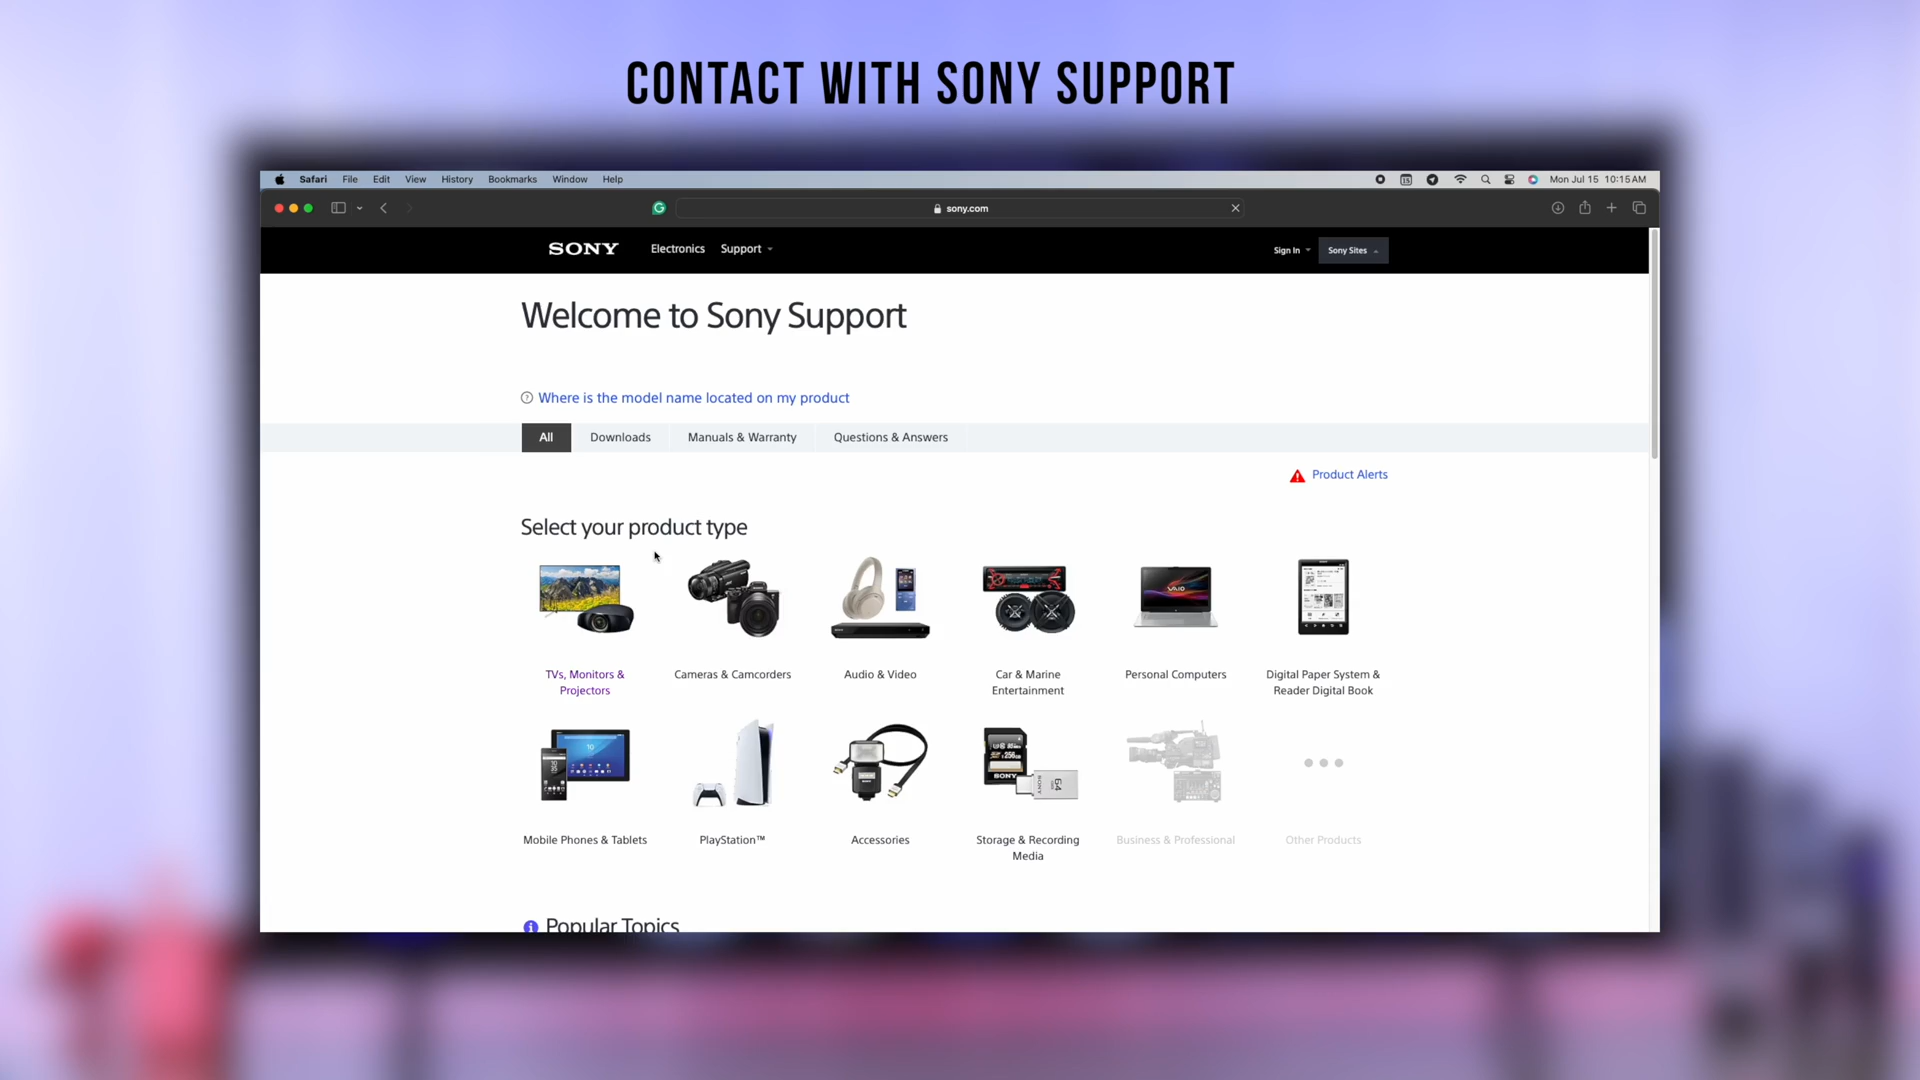 CONTACT WITH SONY SUPPORT
Safari File Edit View History Bookmarks Window Help
Mon Jul 15 10:15 AM
sony.com
SONY Electronics Support
Sign In Sony Sites
Welcome to Sony Support
Where is the model name located on my product
All Downloads Manuals & Warranty Questions & Answers
Product Alerts
Select your product type
TVs, Monitors &
Projectors
Cameras & Camcorders
Audio & Video
Car & Marine
Entertainment
Personal Computers
Digital Paper System &
Reader Digital Book
VAIO
Mobile Phones & Tablets
PlayStation™
Accessories
Storage & Recording
Media
Business & Professional
Other Products
SONY
64
Popular Topics